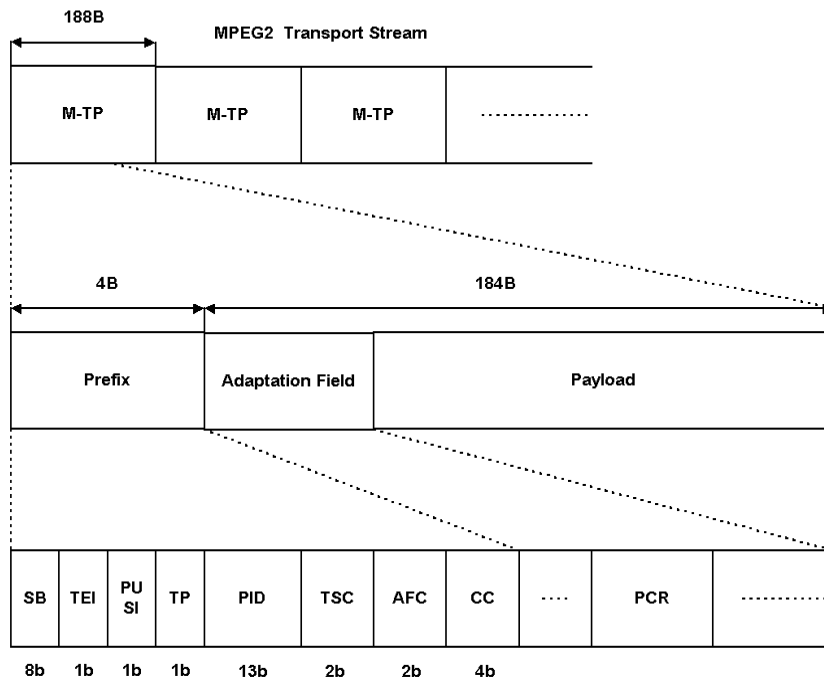 188B
MPEG2 Transport Stream
M-TP M-TP M-TP
4B 184B
Prefix Adaptation Field Payload
SB TEI PU SI TP PID TSC AFC CC PCR
8b 1b 1b 1b 13b 2b 2b 4b